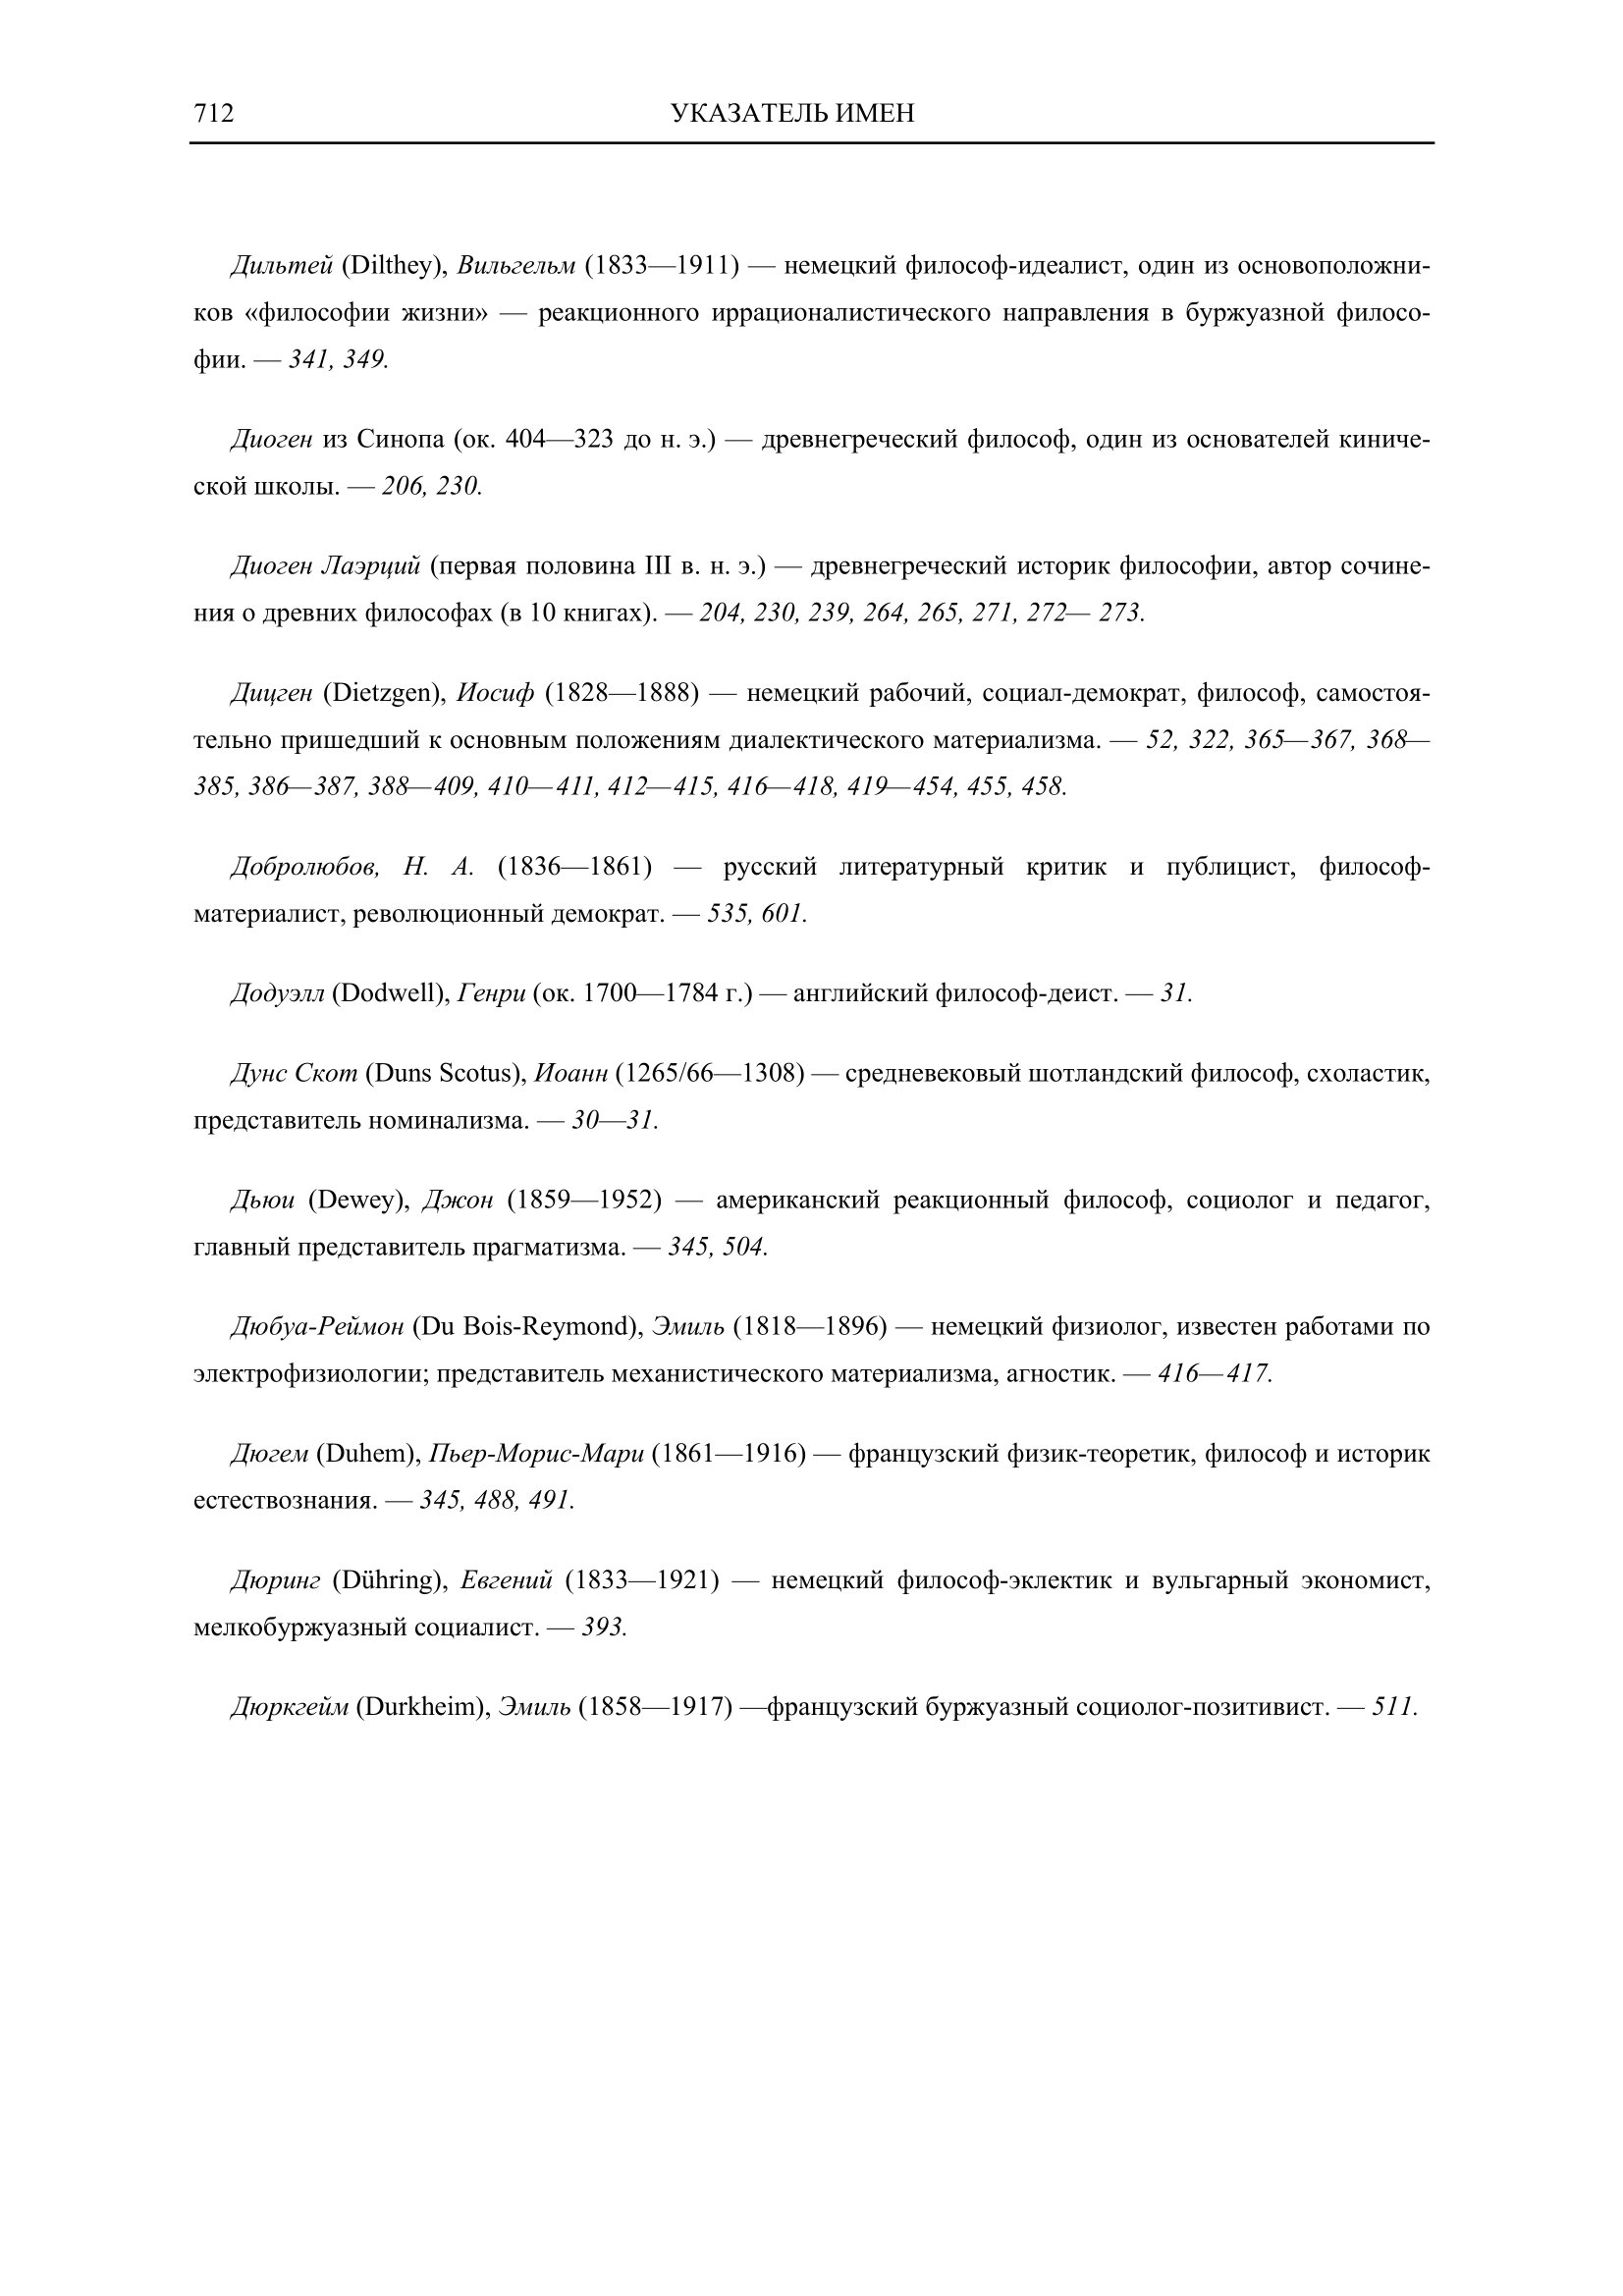 712 УКАЗАТЕЛЬ ИМЕН
Дильтей (Dilthey), Вильгельм (1833—1911) — немецкий философ-идеалист, один из основоположни-
ков «философии жизни» — реакционного иррационалистического направления в буржуазной филосо-
фии. — 341, 349.
Диоген из Синопа (ок. 404—323 до н. э.) — древнегреческий философ, один из основателей киниче-
ской школы. — 206, 230.
Диоген Лаэрций (первая половина III в. н. э.) — древнегреческий историк философии, автор сочине-
ния о древних философах (в 10 книгах). — 204, 230, 239, 264, 265, 271, 272— 273.
Дицген (Dietzgen), Иосиф (1828—1888) — немецкий рабочий, социал-демократ, философ, самостоя-
тельно пришедший к основным положениям диалектического материализма. — 52, 322, 365—367, 368—
385, 386—387, 388—409, 410—411, 412—415, 416—418, 419—454, 455, 458.
Добролюбов, Н. А. (1836—1861) — русский литературный критик и публицист, философ-
материалист, революционный демократ. — 535, 601.
Додуэлл (Dodwell), Генри (ок. 1700—1784 г.) — английский философ-деист. — 31.
Дунс Скот (Duns Scotus), Иоанн (1265/66—1308) — средневековый шотландский философ, схоластик,
представитель номинализма. — 30—31.
Дьюи (Dewey), Джон (1859—1952) — американский реакционный философ, социолог и педагог,
главный представитель прагматизма. — 345, 504.
Дюбуа-Реймон (Du Bois-Reymond), Эмиль (1818—1896) — немецкий физиолог, известен работами по
электрофизиологии; представитель механистического материализма, агностик. — 416—417.
Дюгем (Duhem), Пьер-Морис-Мари (1861—1916) — французский физик-теоретик, философ и историк
естествознания. — 345, 488, 491.
Дюринг (Dühring), Евгений (1833—1921) — немецкий философ-эклектик и вульгарный экономист,
мелкобуржуазный социалист. — 393.
Дюркгейм (Durkheim), Эмиль (1858—1917) —французский буржуазный социолог-позитивист. — 511.